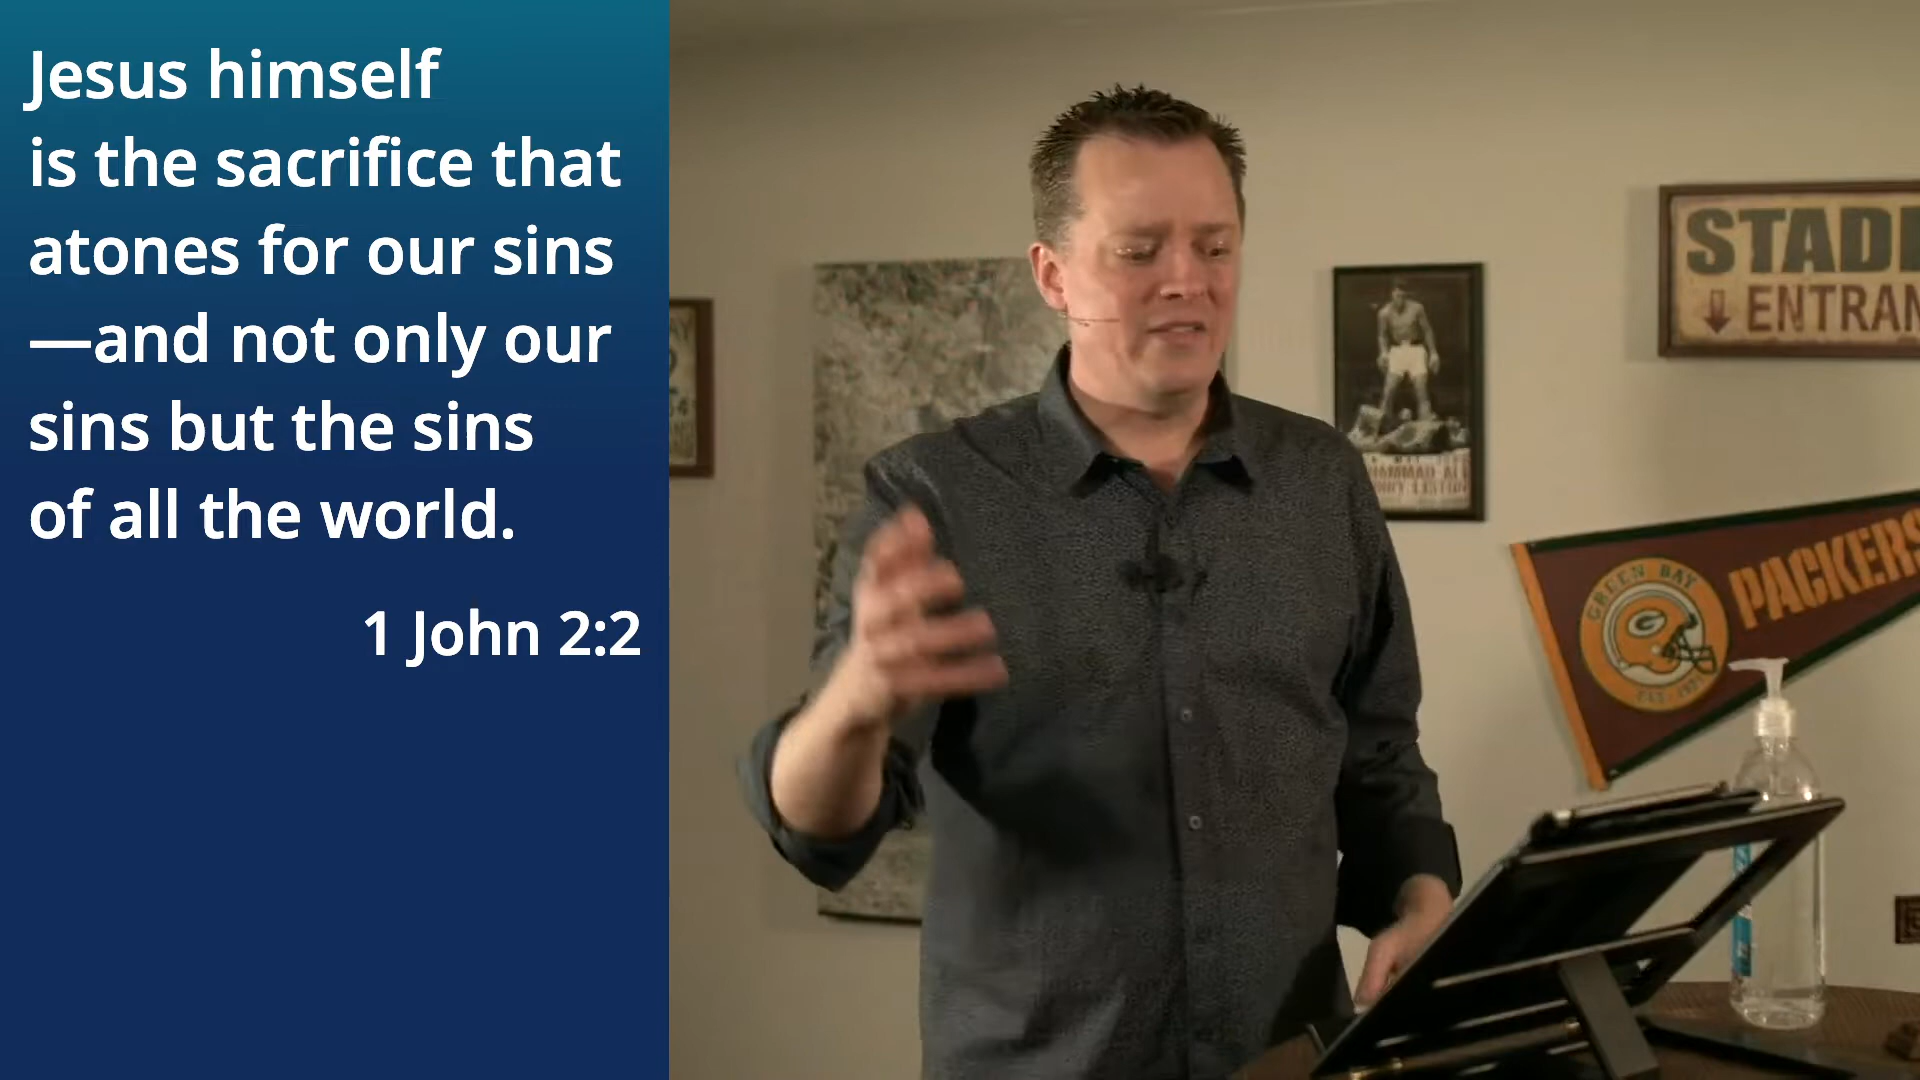 Jesus himself
is the sacrifice that
atones for our sins
—and not only our
sins but the sins
of all the world.
1 John 2:2
STAD
ENTRAN
GREEN BAY
PACKERS